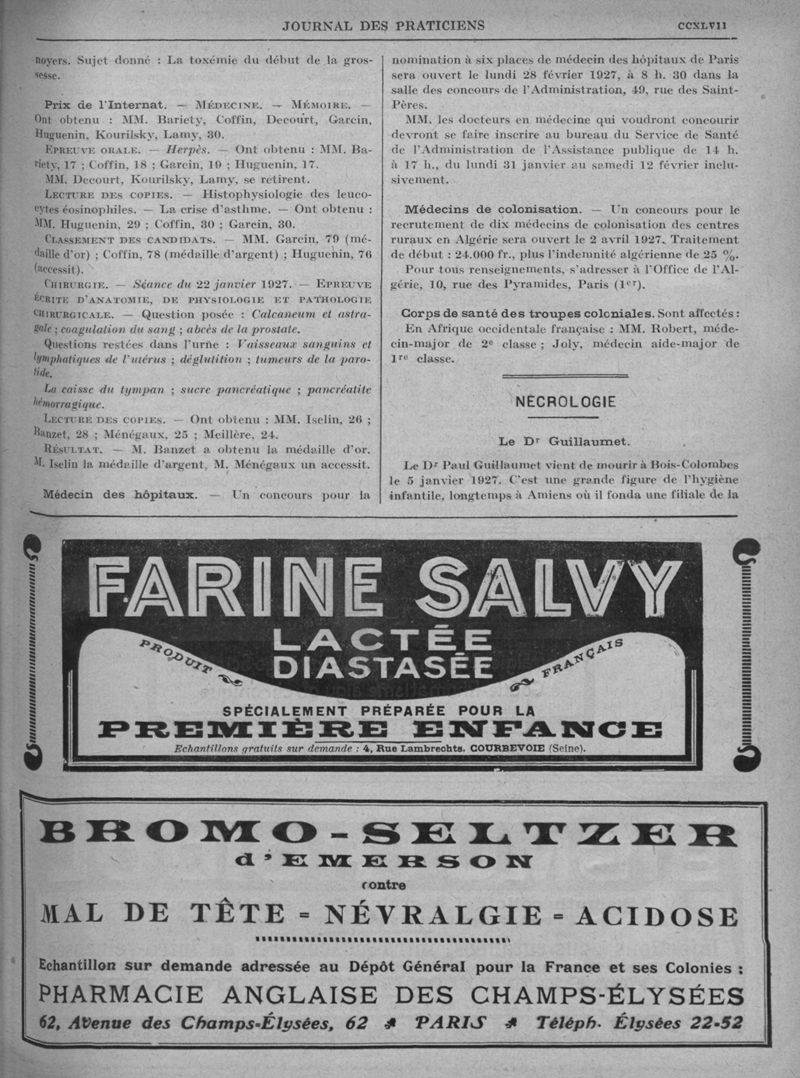 JOURNAL DES PRATICIENS
CCXLVII
noyers. Sujet donné : La toxémie du début de la gros-
sesse.
Prix de l'Internat. — MÉDECINE. — MÉMOIRE. —
Ont obtenu : MM. Bariety, Coffin, Decourt, Garcin,
Huguenin, Kourilsky, Lamy, 30.
EPREUVE ORALE. — Herpès. — Ont obtenu : MM. Ba-
riety, 17 ; Coffin, 18 ; Garcin, 19 ; Huguenin, 17.
MM. Decourt, Kourilsky, Lamy, se retirent.
LECTURE DES COPIES. — Histophysiologie des leuco-
cytes éosinophiles. — La crise d'asthme. — Ont obtenu :
MM. Huguenin, 29 ; Coffin, 30 ; Garcin, 30.
CLASSEMENT DES CANDIDATS. — MM. Garcin, 79 (mé-
daille d'or) ; Coffin, 78 (médaille d'argent) ; Huguenin, 76
(accessit).
CHIRURGIE. — Séance du 22 janvier 1927. — EPREUVE
ÉCRITE D'ANATOMIE, DE PHYSIOLOGIE ET PATHOLOGIE
CHIRURGICALE. — Question posée : Calcaneum et astra-
gale ; coagulation du sang ; abcès de la prostate.
Questions restées dans l'urne : Vaisseaux sanguins et
lymphatiques de l'utérus ; déglutition ; tumeurs de la paro-
tide.
La caisse du tympan ; sucre pancréatique ; pancréatite
hémorragique.
LECTURE DES COPIES. — Ont obtenu : MM. Iselin, 26 ;
Banzet, 28 ; Ménégaux, 25 ; Meillère, 24.
RÉSULTAT. — M. Banzet a obtenu la médaille d'or.
M. Iselin la médaille d'argent, M. Ménégaux un accessit.
Médecin des hôpitaux. — Un concours pour la
nomination à six places de médecin des hôpitaux de Paris
sera ouvert le lundi 28 février 1927, à 8 h. 30 dans la
salle des concours de l'Administration, 49, rue des Saint-
Pères.
MM. les docteurs en médecine qui voudront concourir
devront se faire inscrire au bureau du Service de Santé
de l'Administration de l'Assistance publique de 14 h.
à 17 h., du lundi 31 janvier au samedi 12 février inclu-
sivement.
Médecins de colonisation. — Un concours pour le
recrutement de dix médecins de colonisation des centres
ruraux en Algérie sera ouvert le 2 avril 1927. Traitement
de début : 24.000 fr., plus l'indemnité algérienne de 25 %.
Pour tous renseignements, s'adresser à l'Office de l'Al-
gérie, 10, rue des Pyramides, Paris (1er).
Corps de santé des troupes coloniales. Sont affectés :
En Afrique occidentale française : MM. Robert, méde-
cin-major de 2e classe ; Joly, médecin aide-major de
1re classe.
NÉCROLOGIE
Le Dr Guillaumet.
Le Dr Paul Guillaumet vient de mourir à Bois-Colombes
le 5 janvier 1927. C'est une grande figure de l'hygiène
infantile, longtemps à Amiens où il fonda une filiale de la
FARINE SALVY
LACTÉE
DIASTASÉE
PRODUIT FRANÇAIS
SPÉCIALEMENT PRÉPARÉE POUR LA
PREMIÈRE ENFANCE
Echantillons gratuits sur demande : 4, Rue Lambrechts. COURBEVOIE (Seine).
BROMO-SELTZER
d'EMERSON
contre
MAL DE TÊTE = NÉVRALGIE = ACIDOSE
Echantillon sur demande adressée au Dépôt Général pour la France et ses Colonies :
PHARMACIE ANGLAISE DES CHAMPS-ÉLYSÉES
62, Avenue des Champs-Élysées, 62 PARIS Téléph. Élysées 22-52